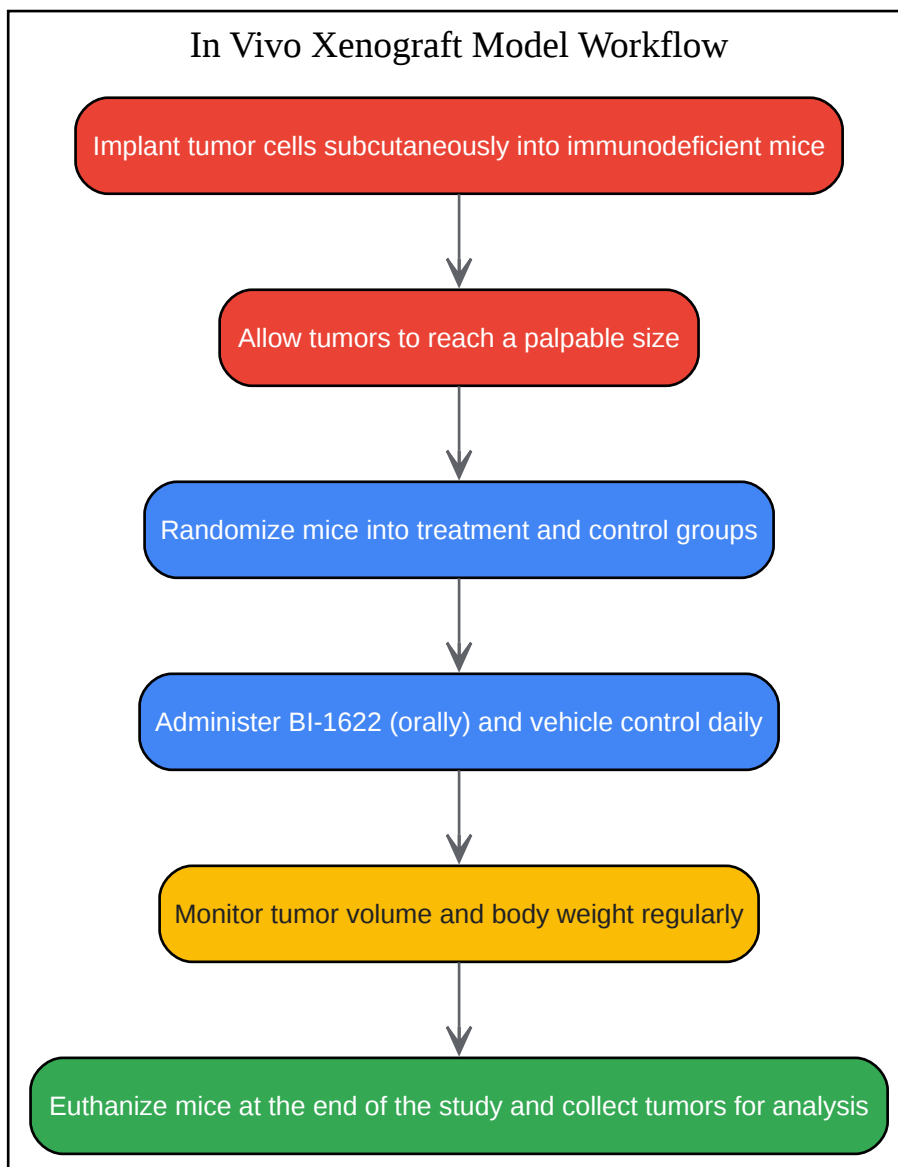 In Vivo Xenograft Model Workflow
Implant tumor cells subcutaneously into immunodeficient mice
Allow tumors to reach a palpable size
Randomize mice into treatment and control groups
Administer BI-1622 (orally) and vehicle control daily
Monitor tumor volume and body weight regularly
Euthanize mice at the end of the study and collect tumors for analysis